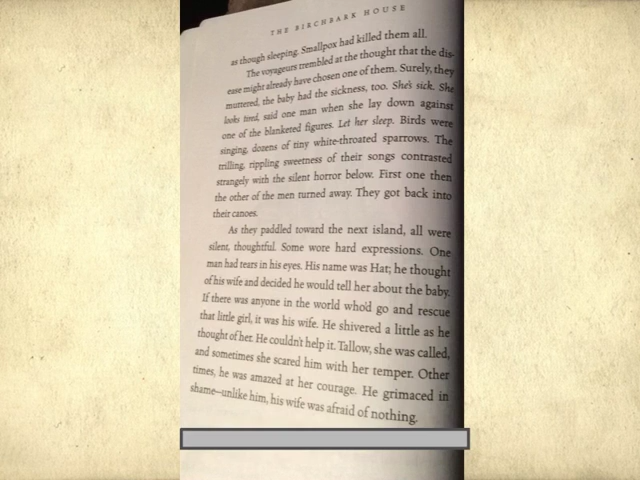 THE BIRCHBARK HOUSE
as though sleeping. Smallpox had killed them all.
The voyageurs trembled at the thought that the dis-
ease might already have chosen one of them. Surely, they
muttered, the baby had the sickness, too. She's sick. She
looks tired, said one man when she lay down against
one of the blanketed figures. Let her sleep. Birds were
singing, dozens of tiny white-throated sparrows. The
trilling, rippling sweetness of their songs contrasted
strangely with the silent horror below. First one then
the other of the men turned away. They got back into
their canoes.
As they paddled toward the next island, all were
silent, thoughtful. Some wore hard expressions. One
man had tears in his eyes. His name was Hat; he thought
of his wife and decided he would tell her about the baby.
If there was anyone in the world who'd go and rescue
that little girl, it was his wife. He shivered a little as he
thought of her. He couldn't help it. Tallow, she was called,
and sometimes she scared him with her temper. Other
times, he was amazed at her courage. He grimaced in
shame—unlike him, his wife was afraid of nothing.